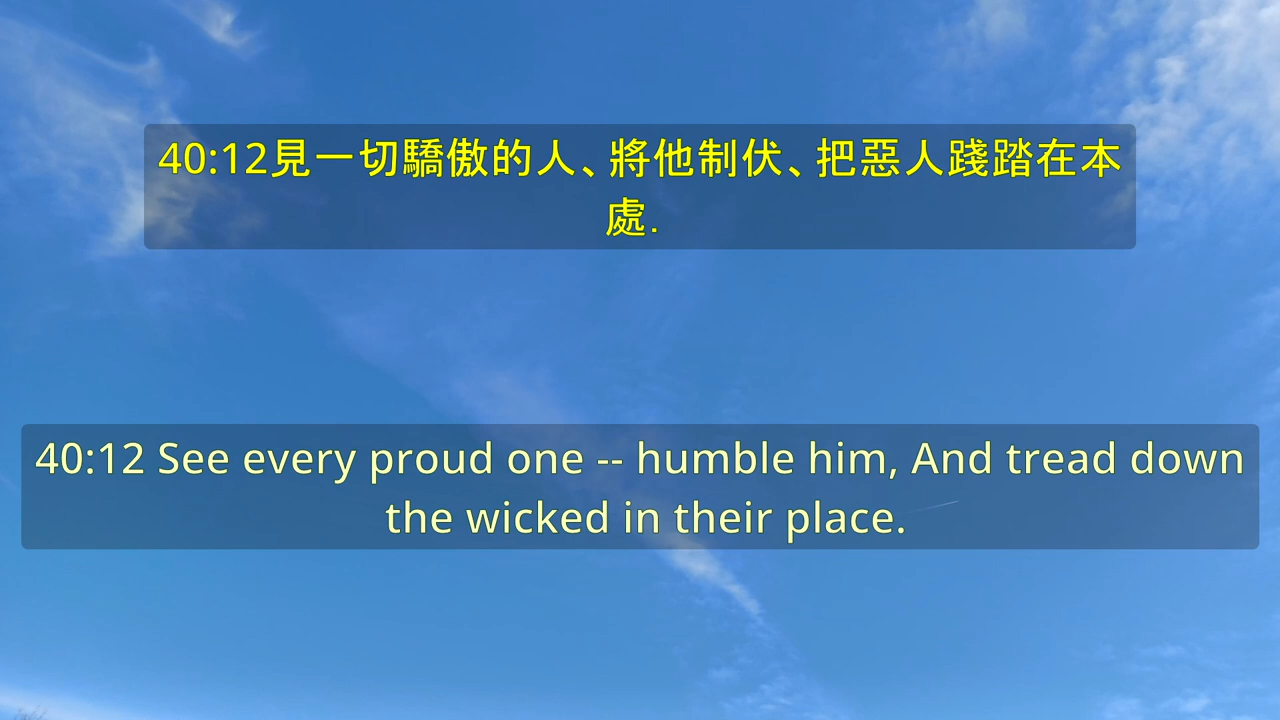 40:12見一切驕傲的人、將他制伏、把惡人踐踏在本
處.
40:12 See every proud one -- humble him, And tread down
the wicked in their place.